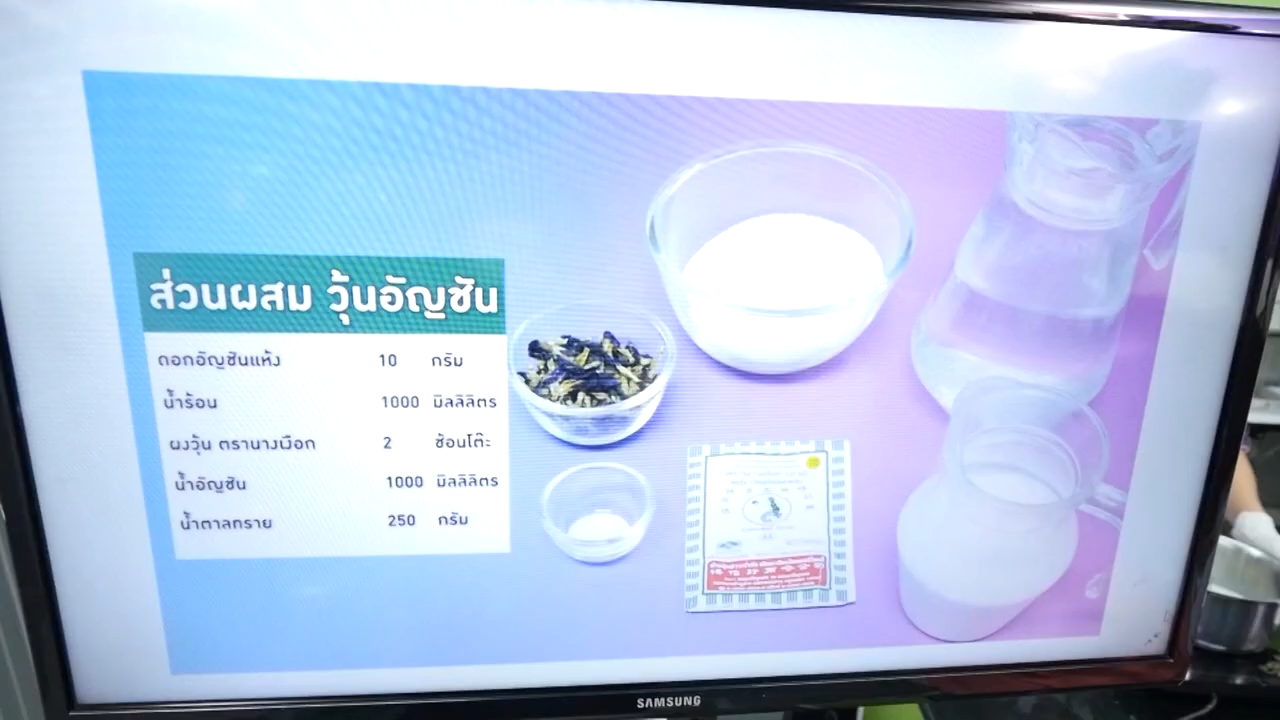 ส่วนผสม วุ้นอัญชัน
ดอกอัญชันแห้ง 10 กรัม
น้ำร้อน 1000 มิลลิลิตร
ผงวุ้น ตรานางเงือก 2 ช้อนโต๊ะ
น้ำอัญชัน 1000 มิลลิลิตร
น้ำตาลทราย 250 กรัม
SAMSUNG